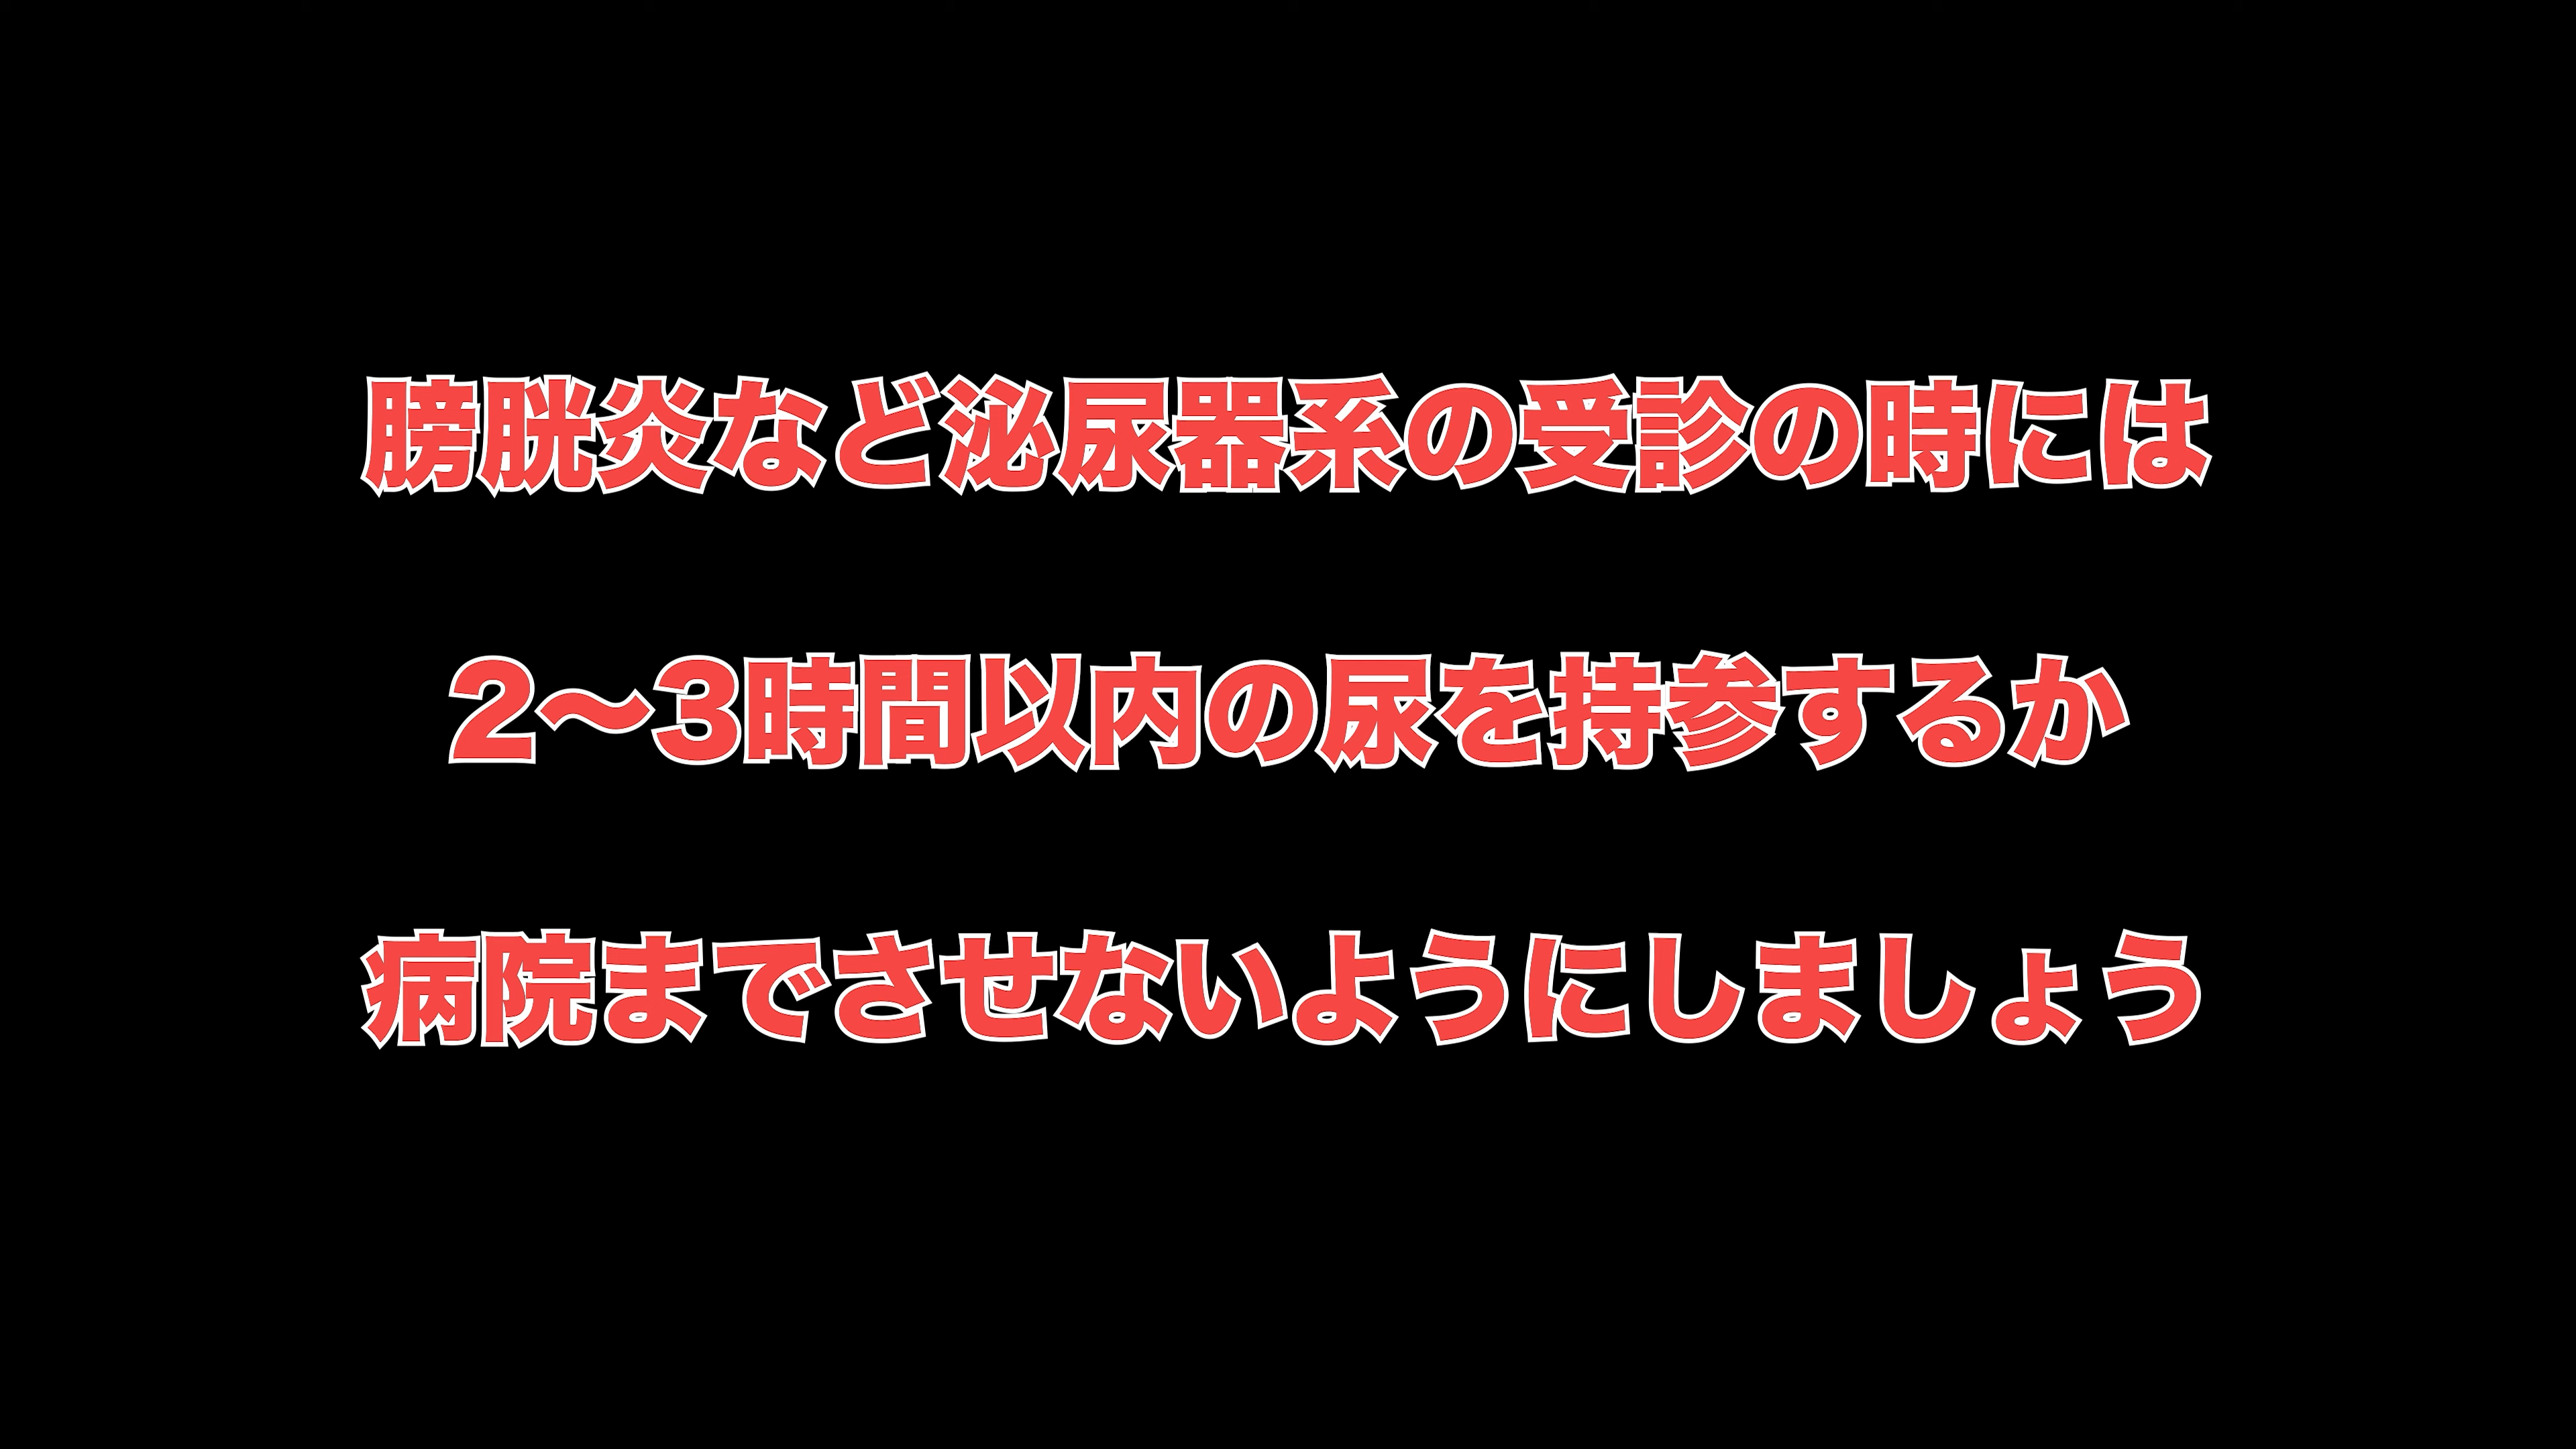 膀胱炎など泌尿器系の受診の時には
2〜3時間以内の尿を持参するか
病院までさせないようにしましょう